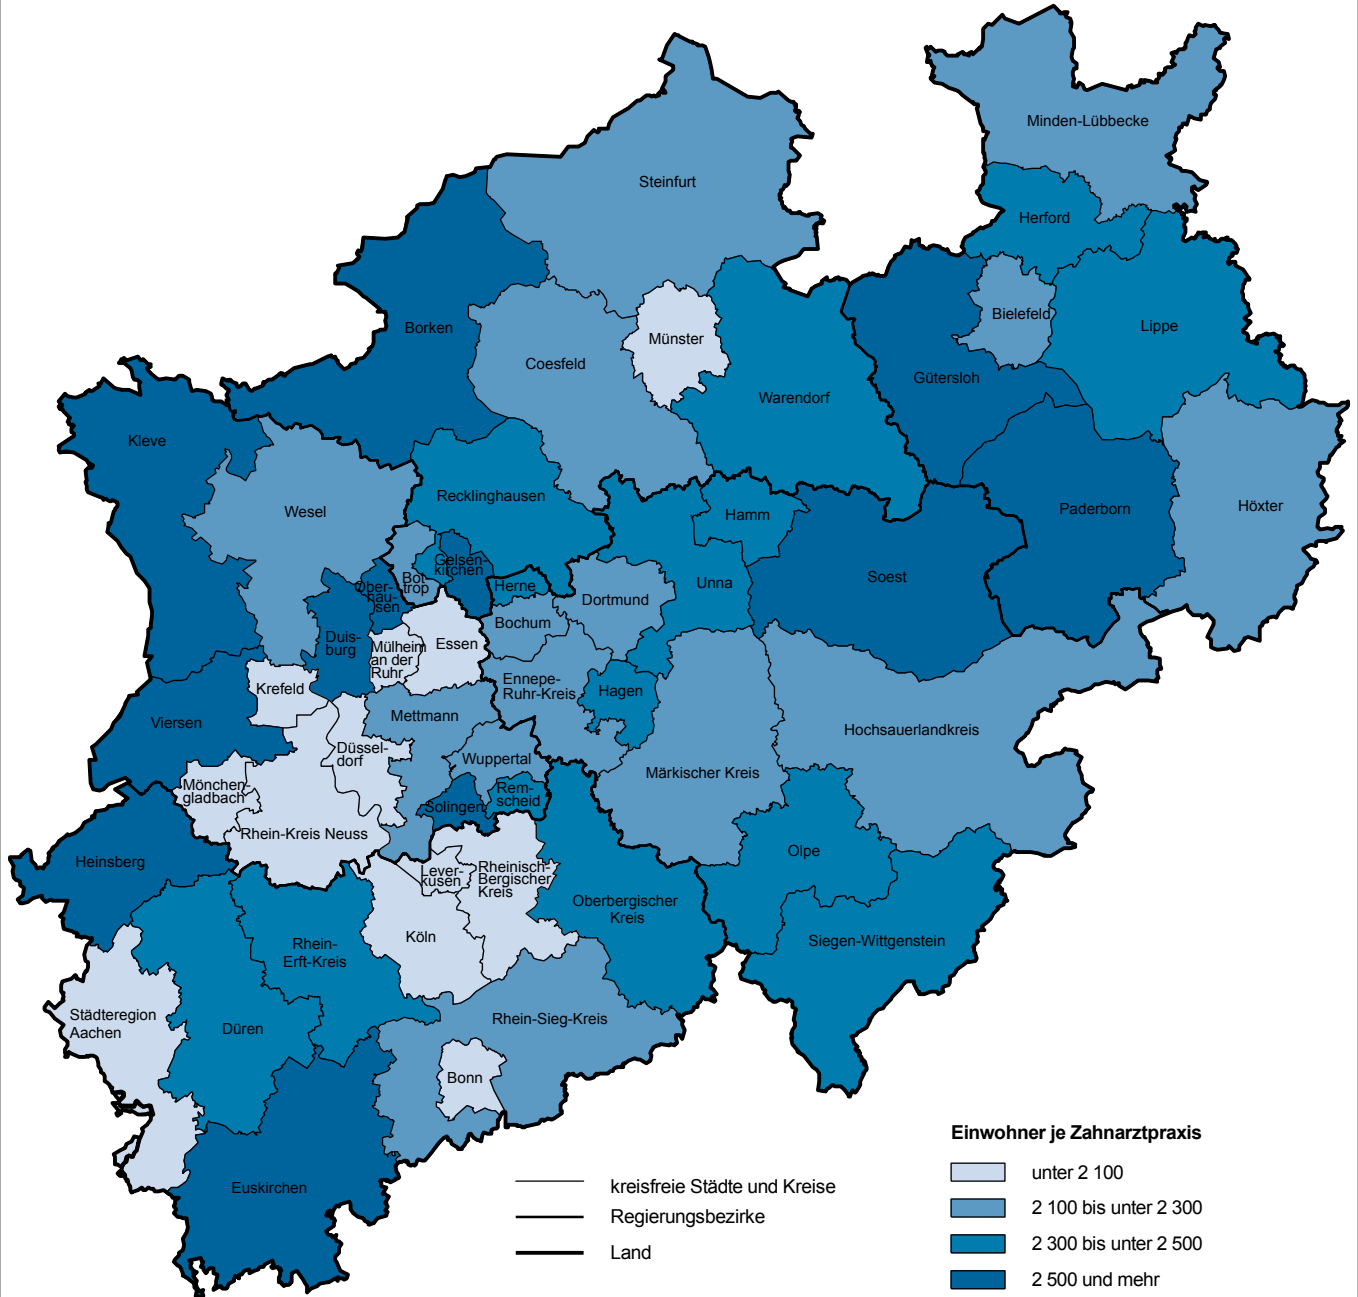 Minden-Lübbecke
Steinfurt
Herford
Bielefeld
Lippe
Borken
Münster
Coesfeld
Gütersloh
Warendorf
Kleve
Recklinghausen
Wesel
Hamm
Paderborn
Höxter
Gelsen-
kirchen
Bot-
trop
Ober-
hau-
sen
Herne
Unna
Soest
Dortmund
Bochum
Duis-
burg
Essen
Mülheim
an der
Ruhr
Krefeld
Ennepe-
Ruhr-Kreis
Hagen
Viersen
Mettmann
Hochsauerlandkreis
Düssel-
dorf
Wuppertal
Märkischer Kreis
Mönchen-
gladbach
Rem-
scheid
Solingen
Rhein-Kreis Neuss
Heinsberg
Olpe
Lever-
kusen
Rheinisch-
Bergischer
Kreis
Oberbergischer
Kreis
Köln
Rhein-
Erft-Kreis
Siegen-Wittgenstein
Städteregion
Aachen
Düren
Rhein-Sieg-Kreis
Bonn
Euskirchen
kreisfreie Städte und Kreise
Regierungsbezirke
Land
Einwohner je Zahnarztpraxis
unter 2 100
2 100 bis unter 2 300
2 300 bis unter 2 500
2 500 und mehr